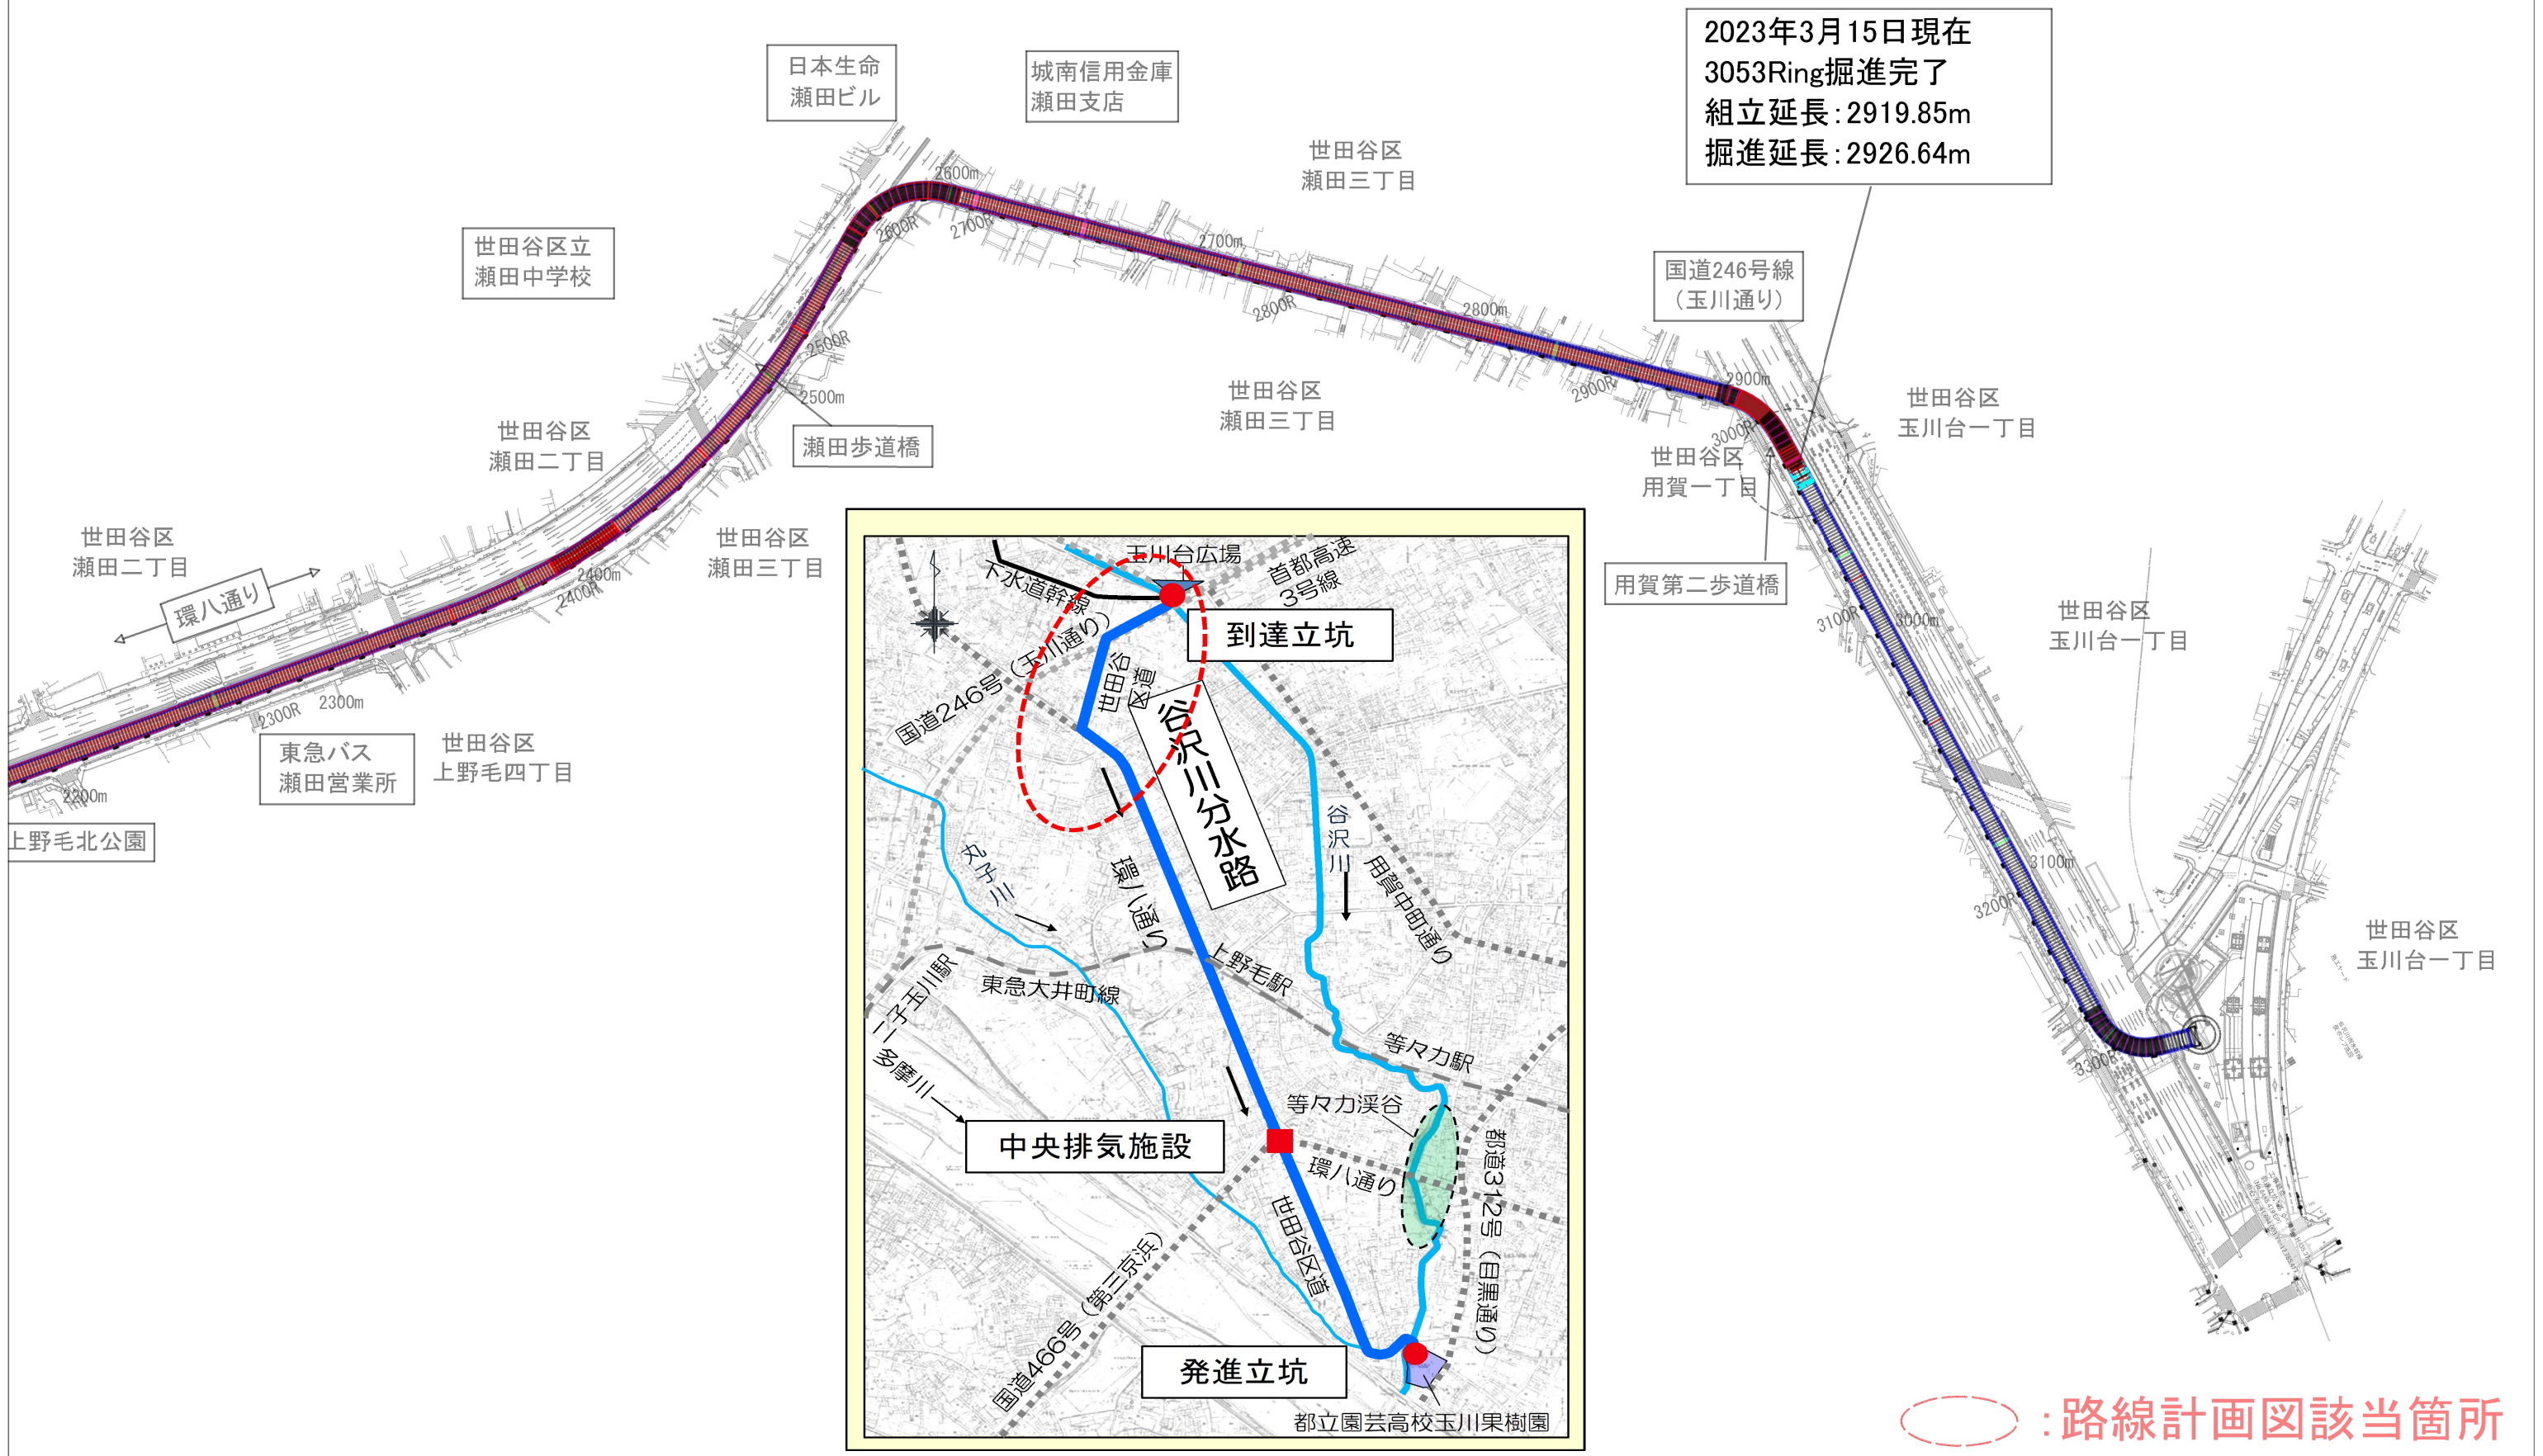 2023年3月15日現在
3053Ring掘進完了
組立延長:2919.85m
掘進延長:2926.64m
日本生命
瀬田ビル
城南信用金庫
瀬田支店
世田谷区
瀬田三丁目
2600m
2600R
2700R
2700m
2800R
2800m
世田谷区立
瀬田中学校
国道246号線
(玉川通り)
2500R
2500m
瀬田歩道橋
世田谷区
瀬田三丁目
2900R
2900m
3000R
世田谷区
玉川台一丁目
世田谷区
用賀一丁目
用賀第二歩道橋
世田谷区
瀬田二丁目
世田谷区
瀬田二丁目
世田谷区
瀬田三丁目
環八通り
2400m
2400R
2300R
2300m
2200m
東急バス
瀬田営業所
世田谷区
上野毛四丁目
上野毛北公園
3100R
3000m
世田谷区
玉川台一丁目
3100m
3200R
世田谷区
玉川台一丁目
3300R
玉川台広場
首都高速
3号線
下水道幹線
到達立坑
国道246号(玉川通り)
世田谷
区道
谷沢川分水路
谷沢川
丸子川
環八通り
用賀中町通り
上野毛駅
二子玉川駅
東急大井町線
多摩川
等々力駅
等々力渓谷
中央排気施設
環八通り
都道312号(目黒通り)
世田谷区道
国道466号(第三京浜)
発進立坑
都立園芸高校玉川果樹園
:路線計画図該当箇所